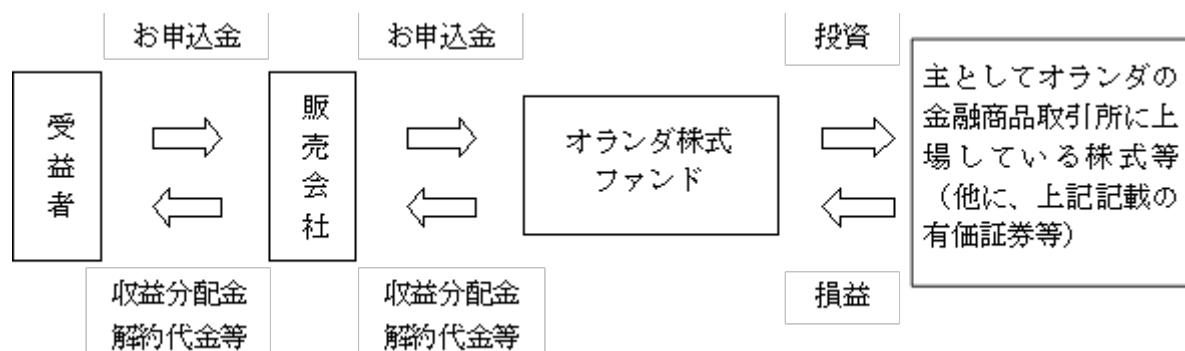 お申込金
お申込金
投資
受益者
販売会社
オランダ株式
ファンド
主としてオランダの
金融商品取引所に上
場している株式等
（他に、上記記載の
有価証券等）
収益分配金
解約代金等
収益分配金
解約代金等
損益